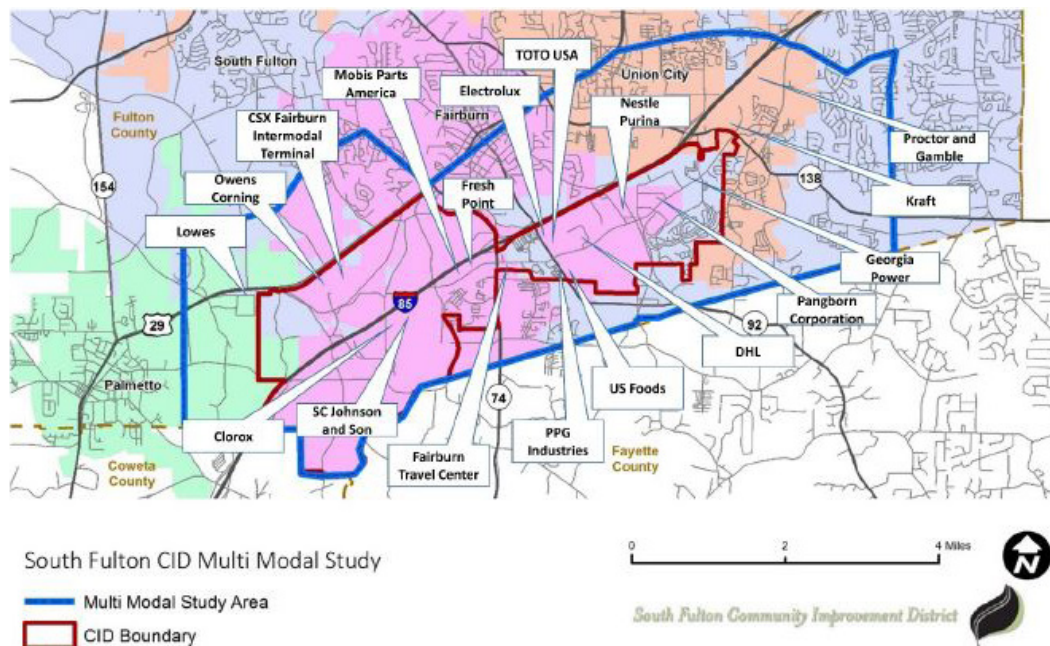 South Fulton
TOTO USA
Union City
Mobis Parts
America
Electrolux
Nestle
Purina
Fulton
County
CSX Fairburn
Intermodal
Terminal
Fairburn
Proctor and
Gamble
154
Owens
Corning
Fresh
Point
138
Kraft
Lowes
Georgia
Power
85
Pangborn
Corporation
29
92
DHL
Palmetto
US Foods
SC Johnson
and Son
74
Clorox
PPG
Industries
Fairburn
Travel Center
Coweta
County
Fayette
County
South Fulton CID Multi Modal Study
0 2 4 Miles
N
Multi Modal Study Area
CID Boundary
South Fulton Community Improvement District